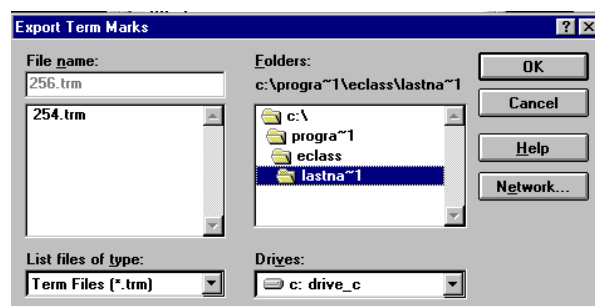 Export Term Marks
File name:
256.trm
254.trm
List files of type:
Term Files (*.trm)
Folders:
c:\progra~1\eclass\lastna~1
c:\
progra~1
eclass
lastna~1
Drives:
c: drive_c
OK
Cancel
Help
Network...